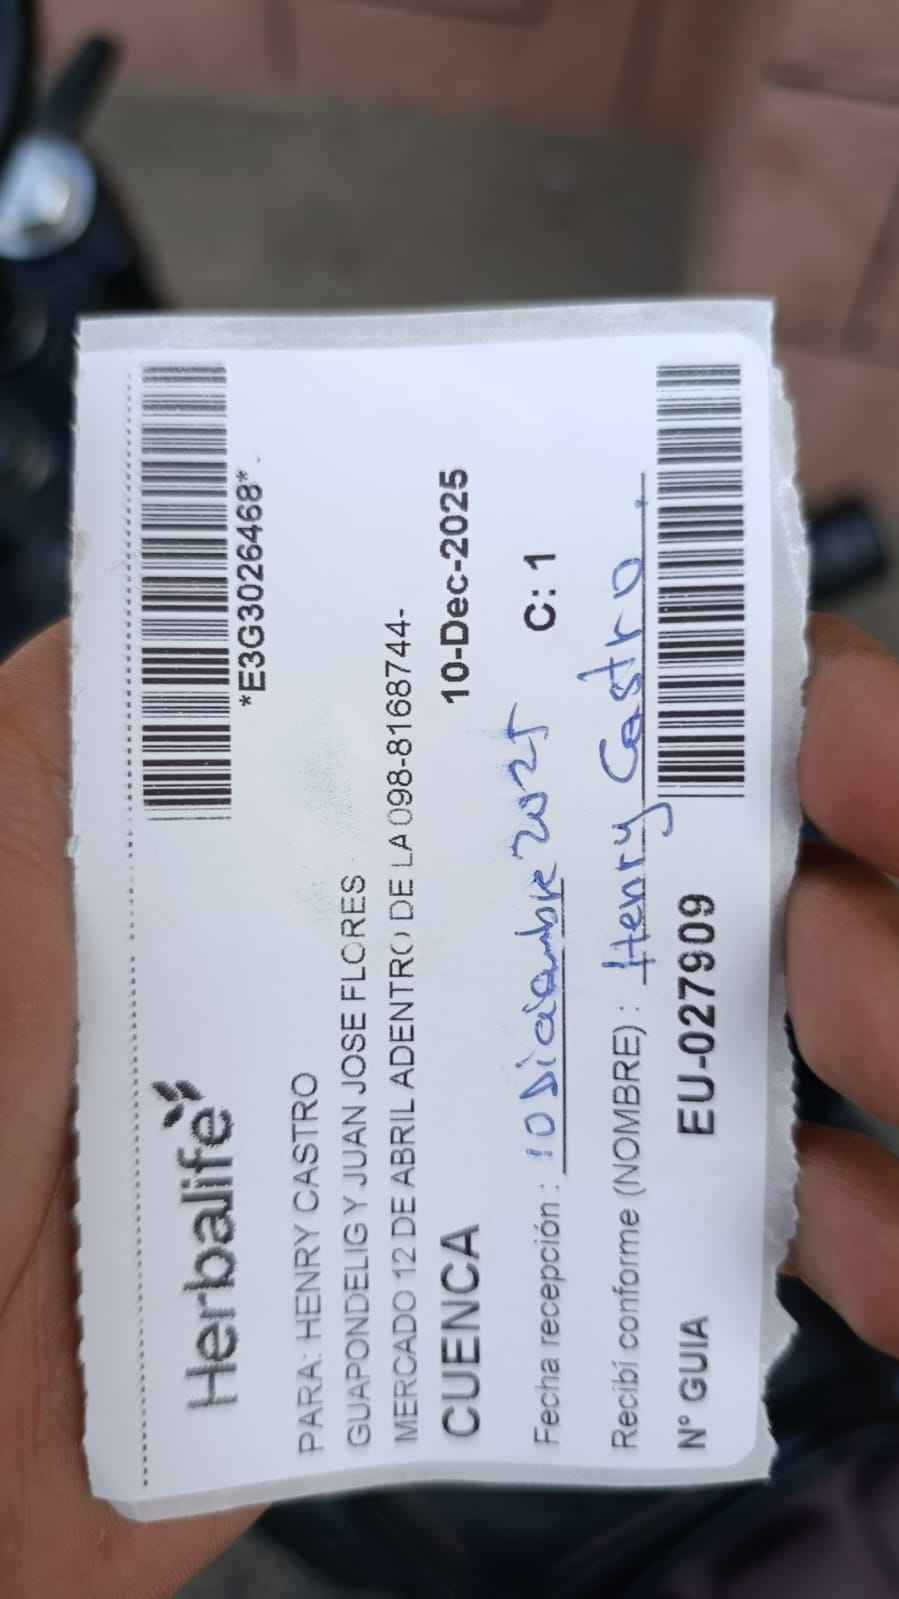 Herbalife
*E3G3026468*
PARA: HENRY CASTRO
GUAPONDELIG Y JUAN JOSE FLORES
MERCADO 12 DE ABRIL ADENTRO DE LA 098-8168744-
CUENCA 10-Dec-2025
Fecha recepción : 10 Diciembre 2025 C: 1
Recibí conforme (NOMBRE) : Henry Castro
N° GUIA EU-027909